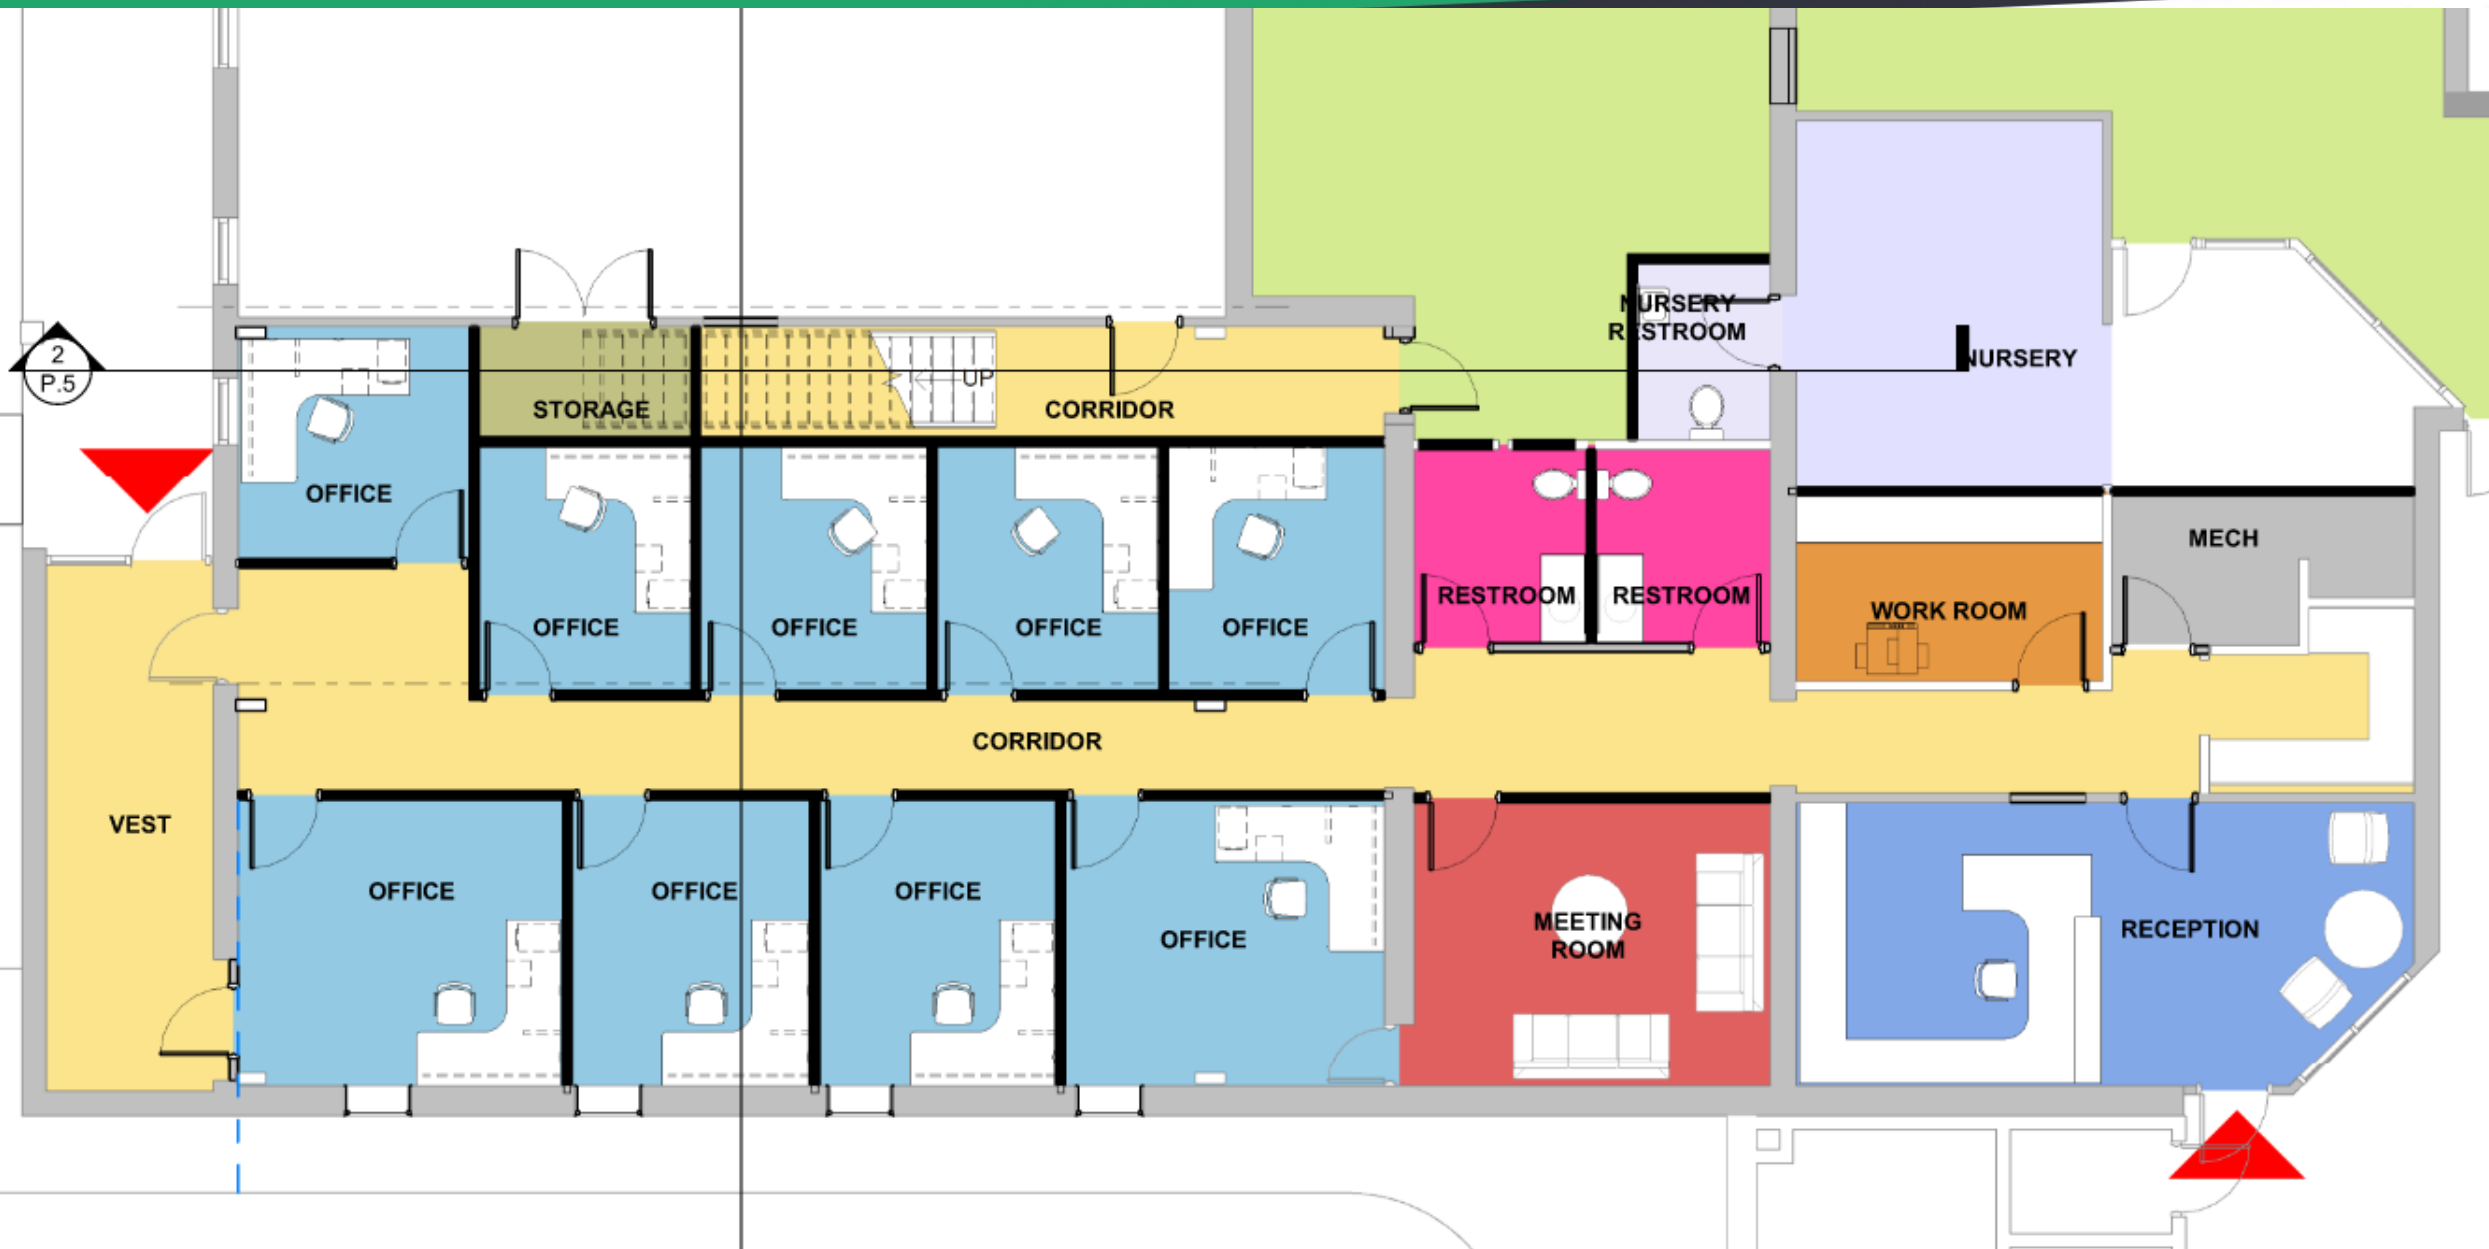 NURSERY
RESTROOM
NURSERY
2
P.5
UP
STORAGE
CORRIDOR
OFFICE
MECH
RESTROOM
RESTROOM
WORK ROOM
OFFICE
OFFICE
OFFICE
OFFICE
CORRIDOR
VEST
OFFICE
OFFICE
OFFICE
OFFICE
MEETING
ROOM
RECEPTION